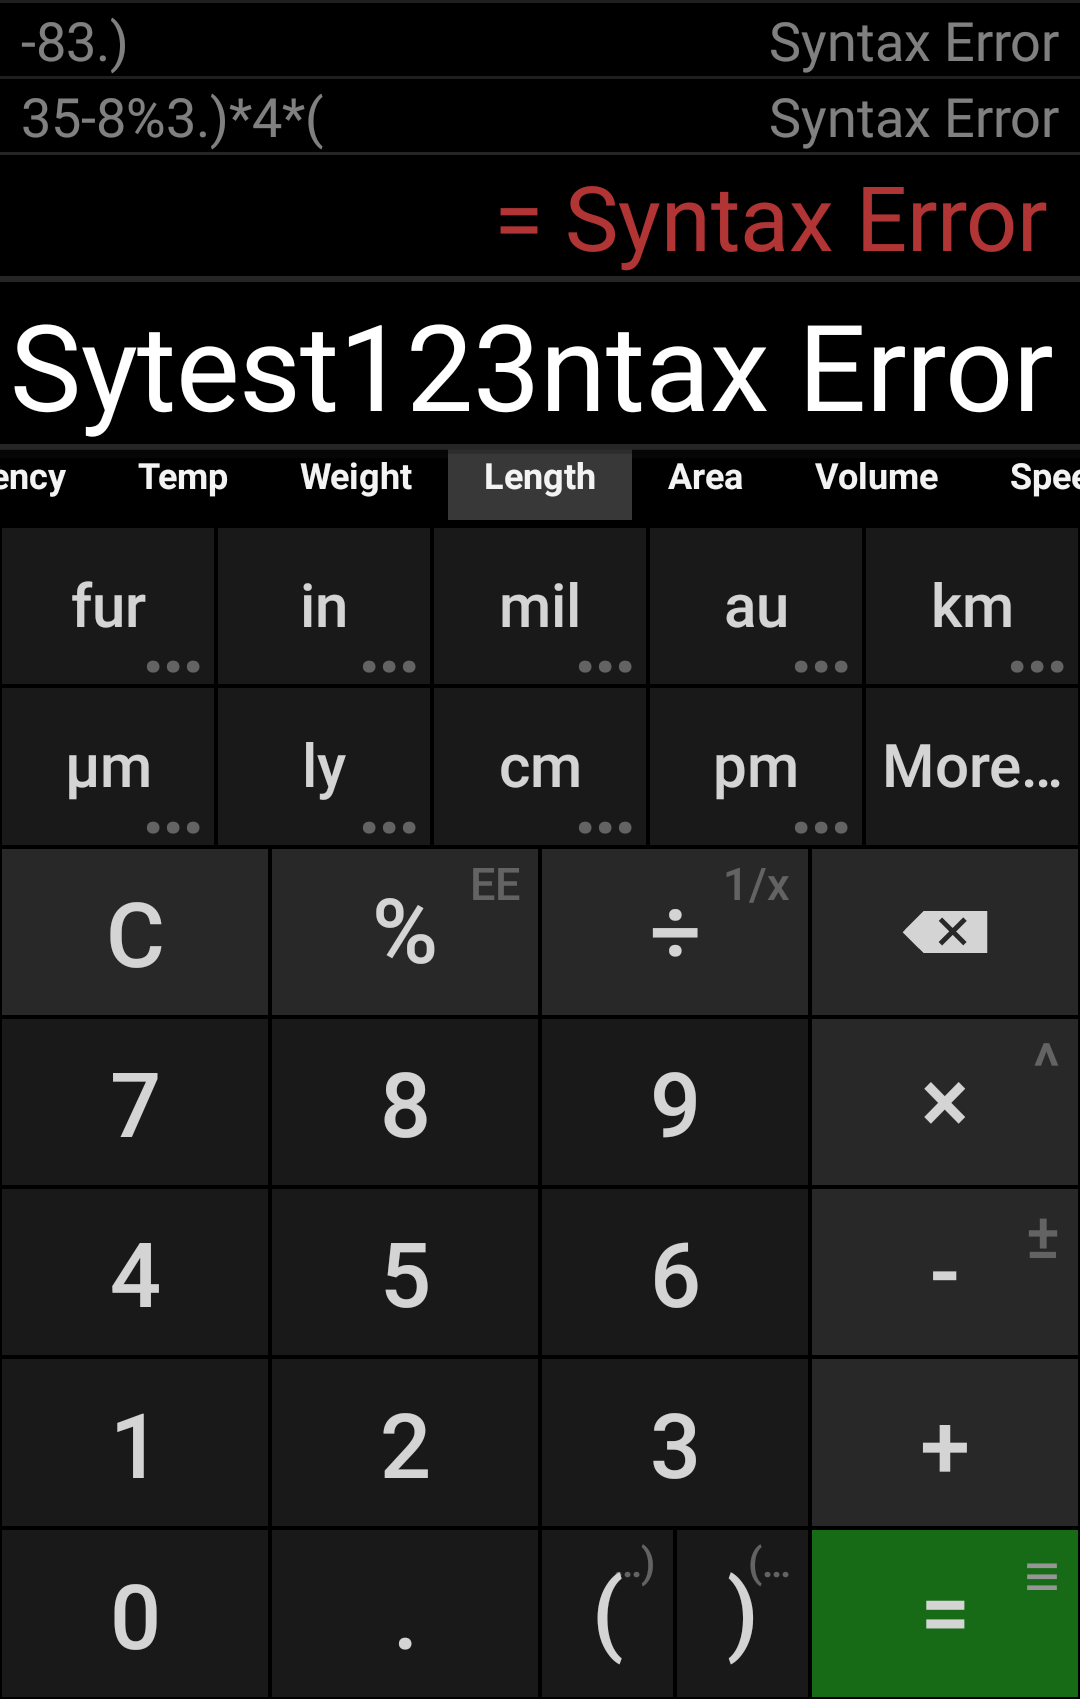 -83.) Syntax Error
35-8%3.)*4*( Syntax Error
= Syntax Error
Sytest123ntax Error
ency Temp Weight Length Area Volume Spee
fur in mil au km
... ... ... ... ...
µm ly cm pm More...
... ... ... ...
C % EE ÷ 1/x
7 8 9 × ^
4 5 6 - ±
1 2 3 +
0 . ( ..) ) (... = ≡